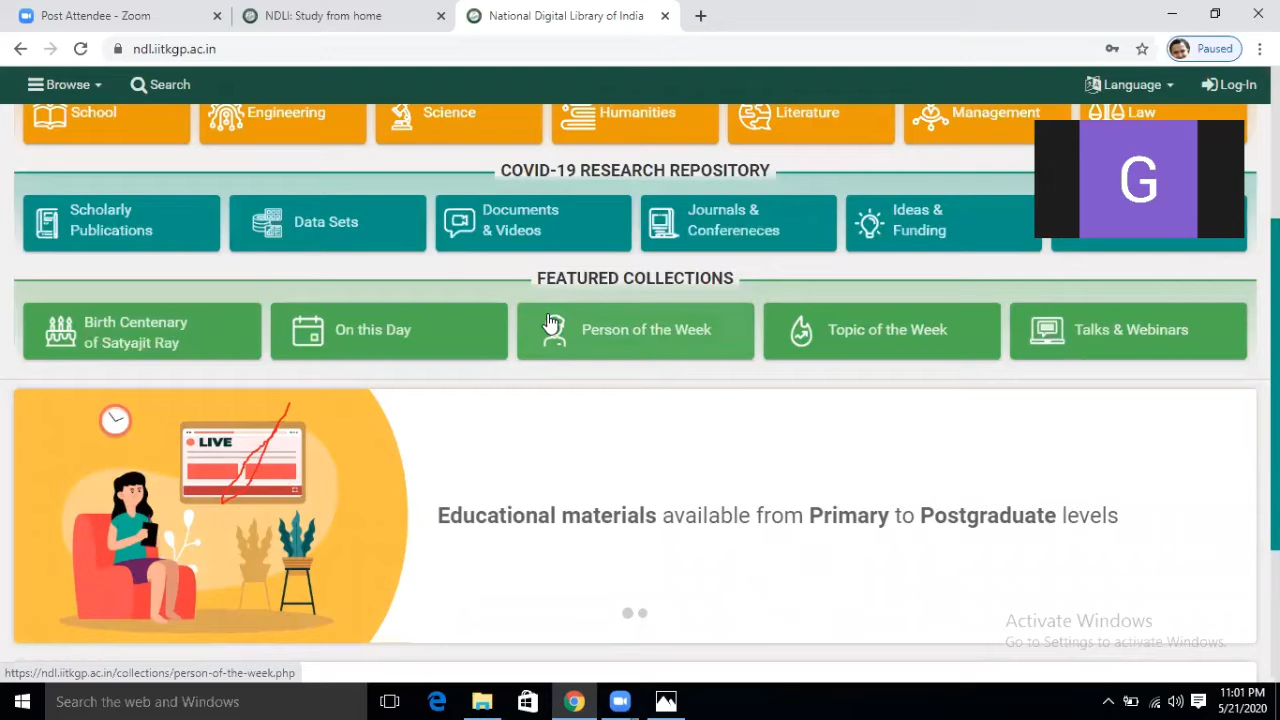 Post Attendee - Zoom
NDLI: Study from home
National Digital Library of India
ndl.iitkgp.ac.in
Paused
Browse
Search
Language
Log-In
School
Engineering
Science
Humanities
Literature
Management
Law
COVID-19 RESEARCH REPOSITORY
Scholarly
Publications
Data Sets
Documents
& Videos
Journals &
Confereneces
Ideas &
Funding
G
FEATURED COLLECTIONS
Birth Centenary
of Satyajit Ray
On this Day
Person of the Week
Topic of the Week
Talks & Webinars
LIVE
Educational materials available from Primary to Postgraduate levels
Activate Windows
Go to Settings to activate Windows.
https://ndl.iitkgp.ac.in/collections/person-of-the-week.php
Search the web and Windows
11:01 PM
5/21/2020